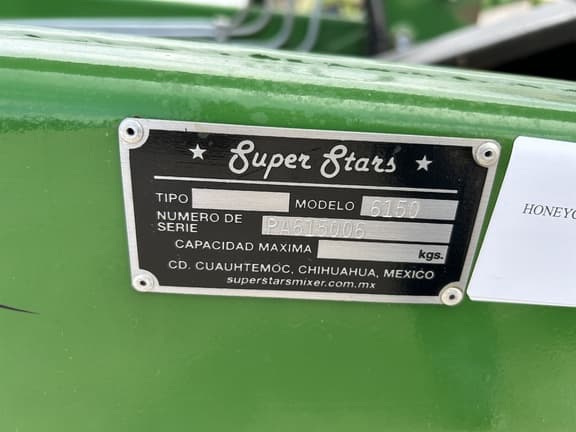 ★ Super Stars ★
TIPO MODELO 6150
NUMERO DE SERIE PA615006
CAPACIDAD MAXIMA kgs.
CD. CUAUHTEMOC, CHIHUAHUA, MEXICO
superstarsmixer.com.mx